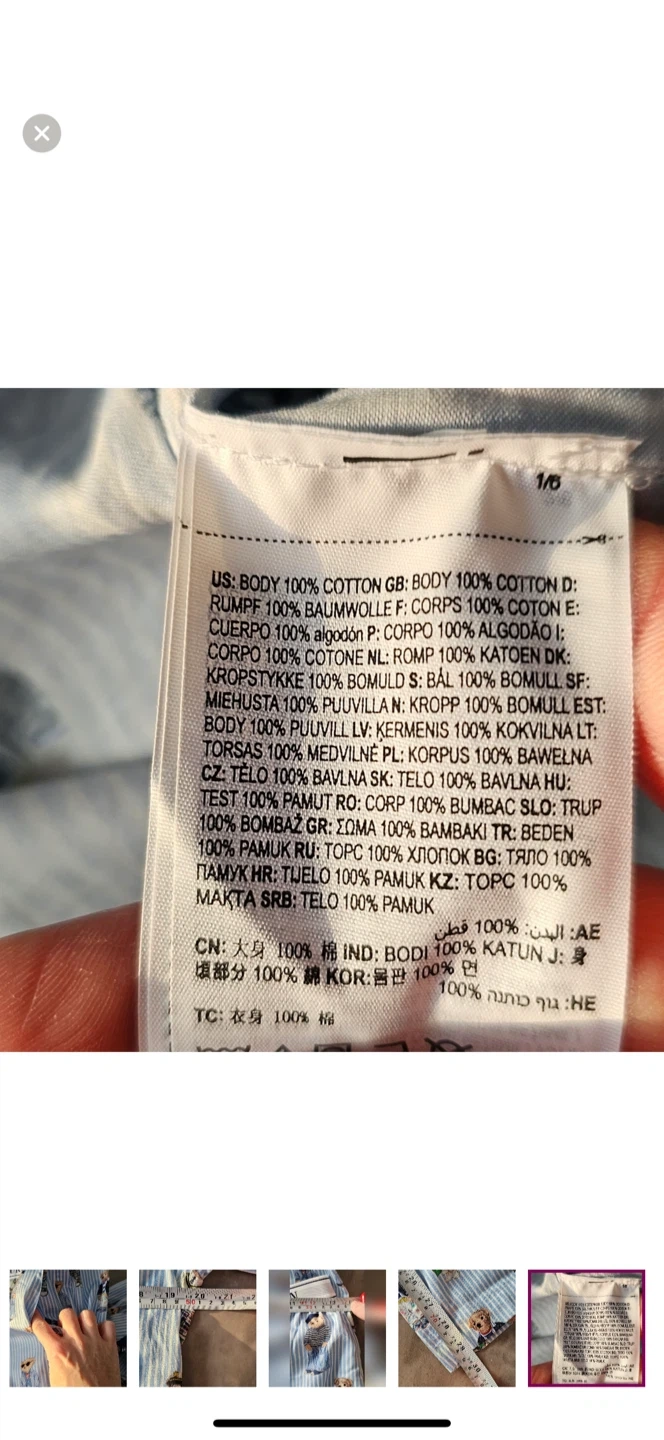 1/6
US: BODY 100% COTTON GB: BODY 100% COTTON D:
RUMPF 100% BAUMWOLLE F: CORPS 100% COTON E:
CUERPO 100% algodón P: CORPO 100% ALGODÃO I:
CORPO 100% COTONE NL: ROMP 100% KATOEN DK:
KROPSTYKKE 100% BOMULD S: BÅL 100% BOMULL SF:
MIEHUSTA 100% PUUVILLA N: KROPP 100% BOMULL EST:
BODY 100% PUUVILL LV: ĶERMENIS 100% KOKVILNA LT:
TORSAS 100% MEDVILNĖ PL: KORPUS 100% BAWEŁNA
CZ: TĚLO 100% BAVLNA SK: TELO 100% BAVLNA HU:
TEST 100% PAMUT RO: CORP 100% BUMBAC SLO: TRUP
100% BOMBAŽ GR: ΣΩΜΑ 100% ΒΑΜΒΑΚΙ TR: BEDEN
100% PAMUK RU: ТОРС 100% ХЛОПОК BG: ТЯЛО 100%
ПАМУК HR: TIJELO 100% PAMUK KZ: ТОРС 100%
МАҚТА SRB: TELO 100% PAMUK
AE: البدن: 100% قطن
CN: 大身 100% 棉 IND: BODI 100% KATUN J: 身
頃部分 100% 綿 KOR:몸판 100% 면
HE: גוף כותנה 100%
TC: 衣身 100% 棉